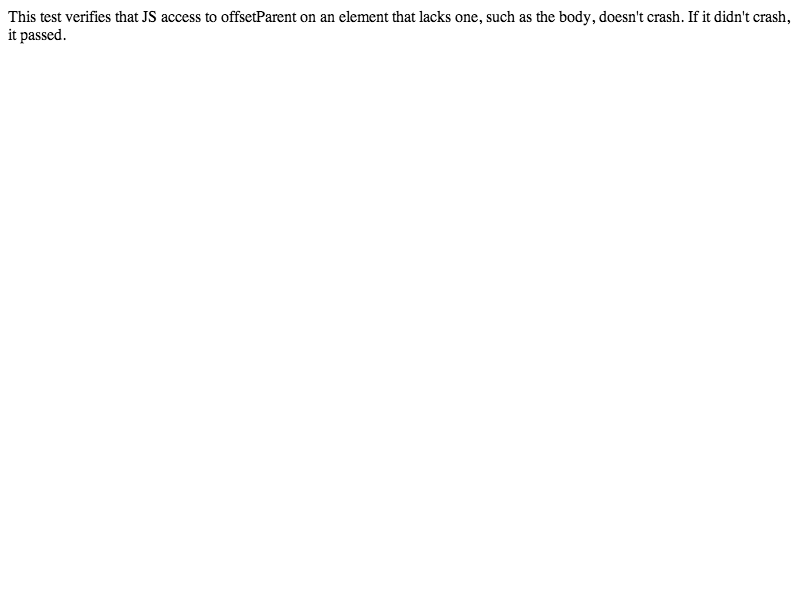 This test verifies that JS access to offsetParent on an element that lacks one, such as the body, doesn't crash. If it didn't crash,
it passed.